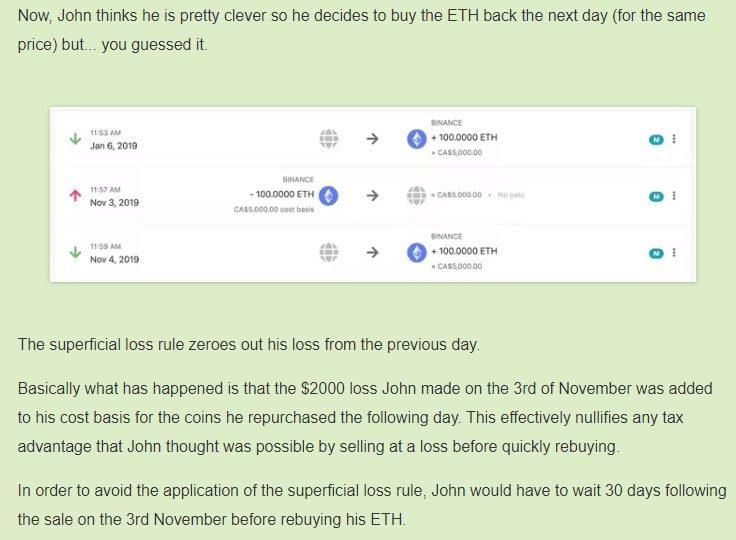 Now, John thinks he is pretty clever so he decides to buy the ETH back the next day (for the same
price) but... you guessed it.
BINANCE
11:53 AM
+ 100.0000 ETH
M
Jan 6, 2019
≈ CA$5,000.00
BINANCE
11:57 AM
- 100.0000 ETH
≈ CA$5,000.00 • No gain
M
Nov 3, 2019
CA$5,000.00 cost basis
BINANCE
11:59 AM
+ 100.0000 ETH
M
Nov 4, 2019
≈ CA$5,000.00
The superficial loss rule zeroes out his loss from the previous day.
Basically what has happened is that the $2000 loss John made on the 3rd of November was added
to his cost basis for the coins he repurchased the following day. This effectively nullifies any tax
advantage that John thought was possible by selling at a loss before quickly rebuying.
In order to avoid the application of the superficial loss rule, John would have to wait 30 days following
the sale on the 3rd November before rebuying his ETH.